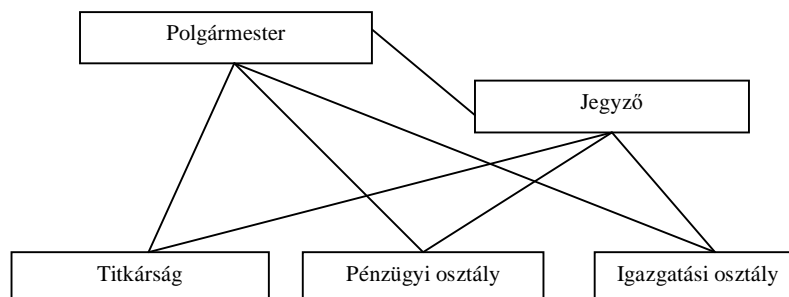 Polgármester
Jegyző
Titkárság
Pénzügyi osztály
Igazgatási osztály